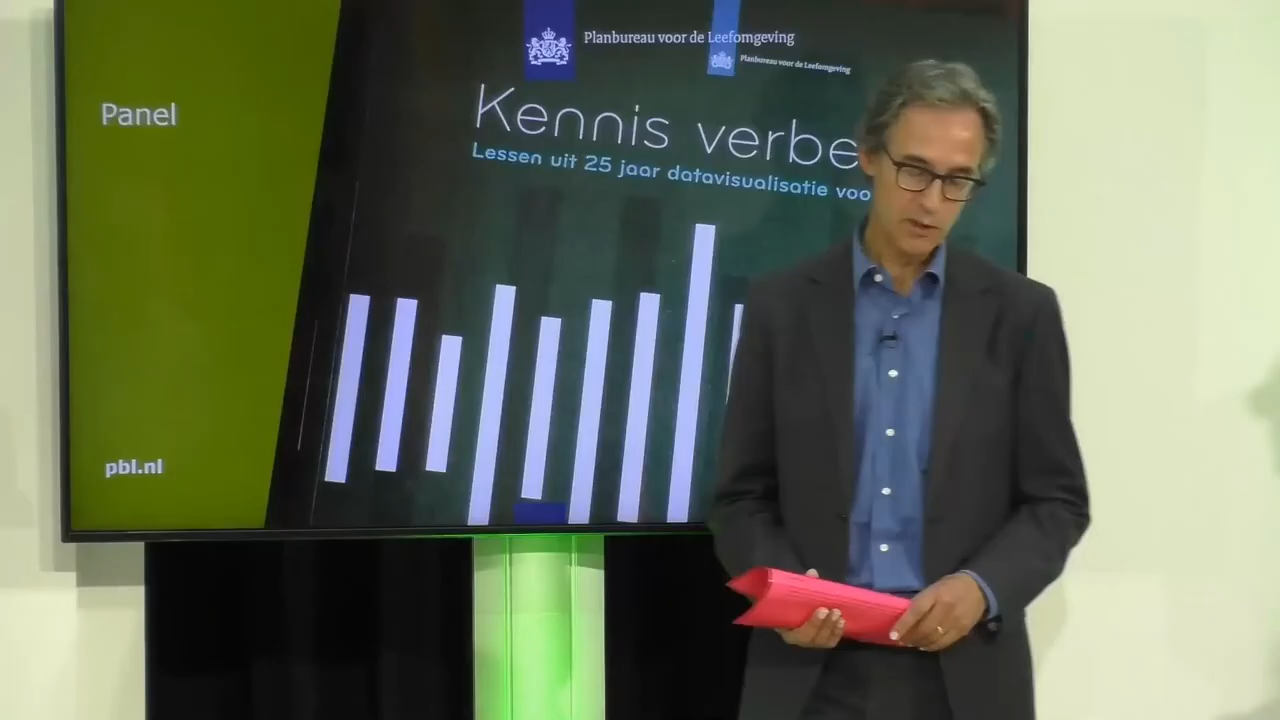 Planbureau voor de Leefomgeving
Planbureau voor de Leefomgeving
Panel
Kennis verbe
Lessen uit 25 jaar datavisualisatie voo
pbl.nl